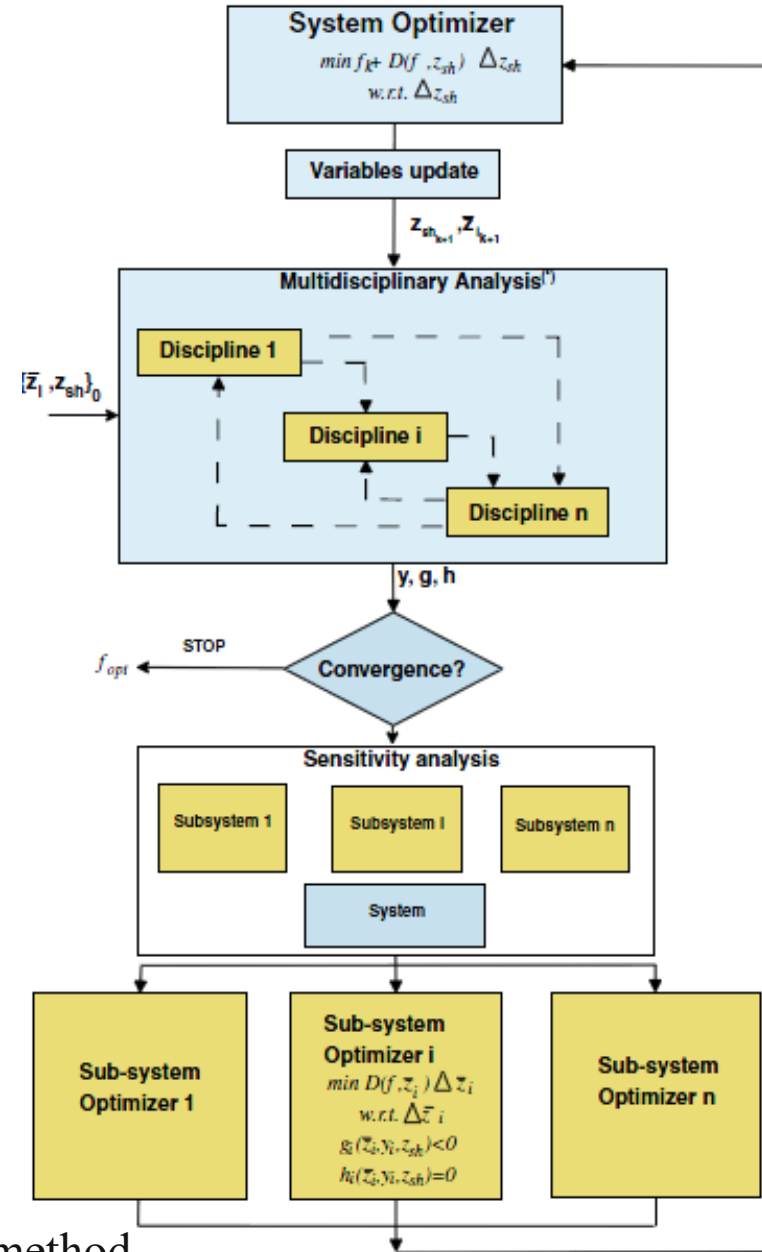 System Optimizer
min fk+ D(f ,zsh) Δzsh
w.r.t. Δzsh
Variables update
zshk+1 ,z̄ik+1
Multidisciplinary Analysis(*)
Discipline 1
{z̄i ,zsh}0
Discipline i
Discipline n
y, g, h
STOP
fopt
Convergence?
Sensitivity analysis
Subsystem 1
Subsystem I
Subsystem n
System
Sub-system
Optimizer 1
Sub-system
Optimizer i
min D(f ,z̄i) Δ z̄i
w.r.t. Δz̄ i
gi(z̄i,yi,zsh)<0
hi(z̄i,yi,zsh)=0
Sub-system
Optimizer n
method